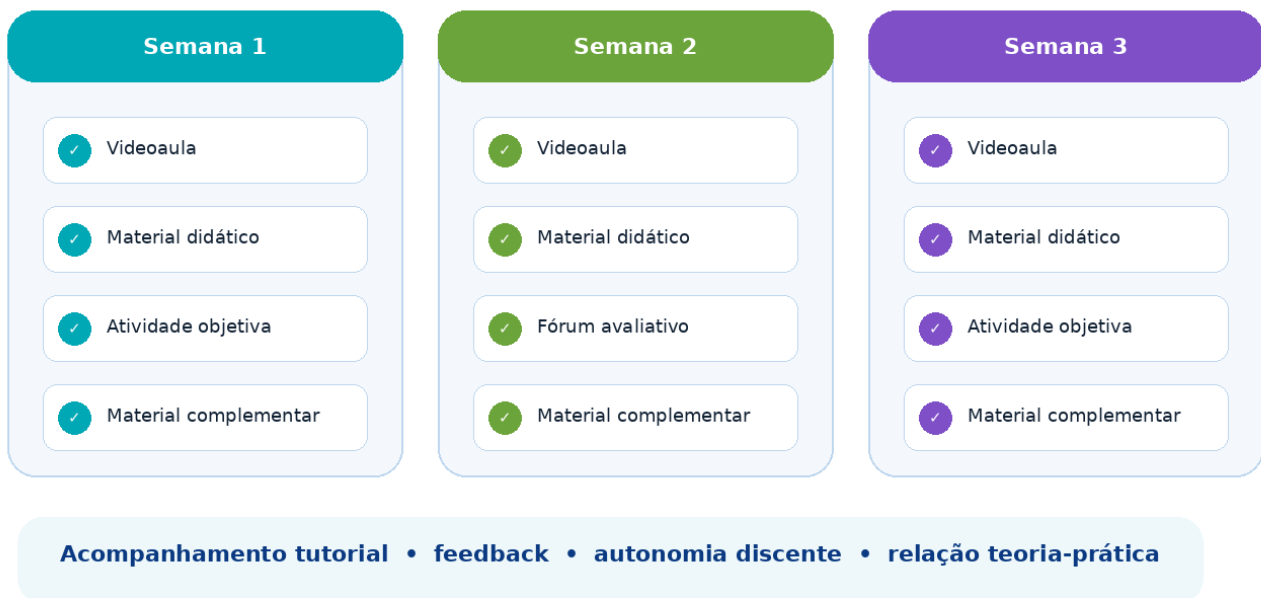 Semana 1
✓ Videoaula
✓ Material didático
✓ Atividade objetiva
✓ Material complementar
Semana 2
✓ Videoaula
✓ Material didático
✓ Fórum avaliativo
✓ Material complementar
Semana 3
✓ Videoaula
✓ Material didático
✓ Atividade objetiva
✓ Material complementar
Acompanhamento tutorial • feedback • autonomia discente • relação teoria-prática